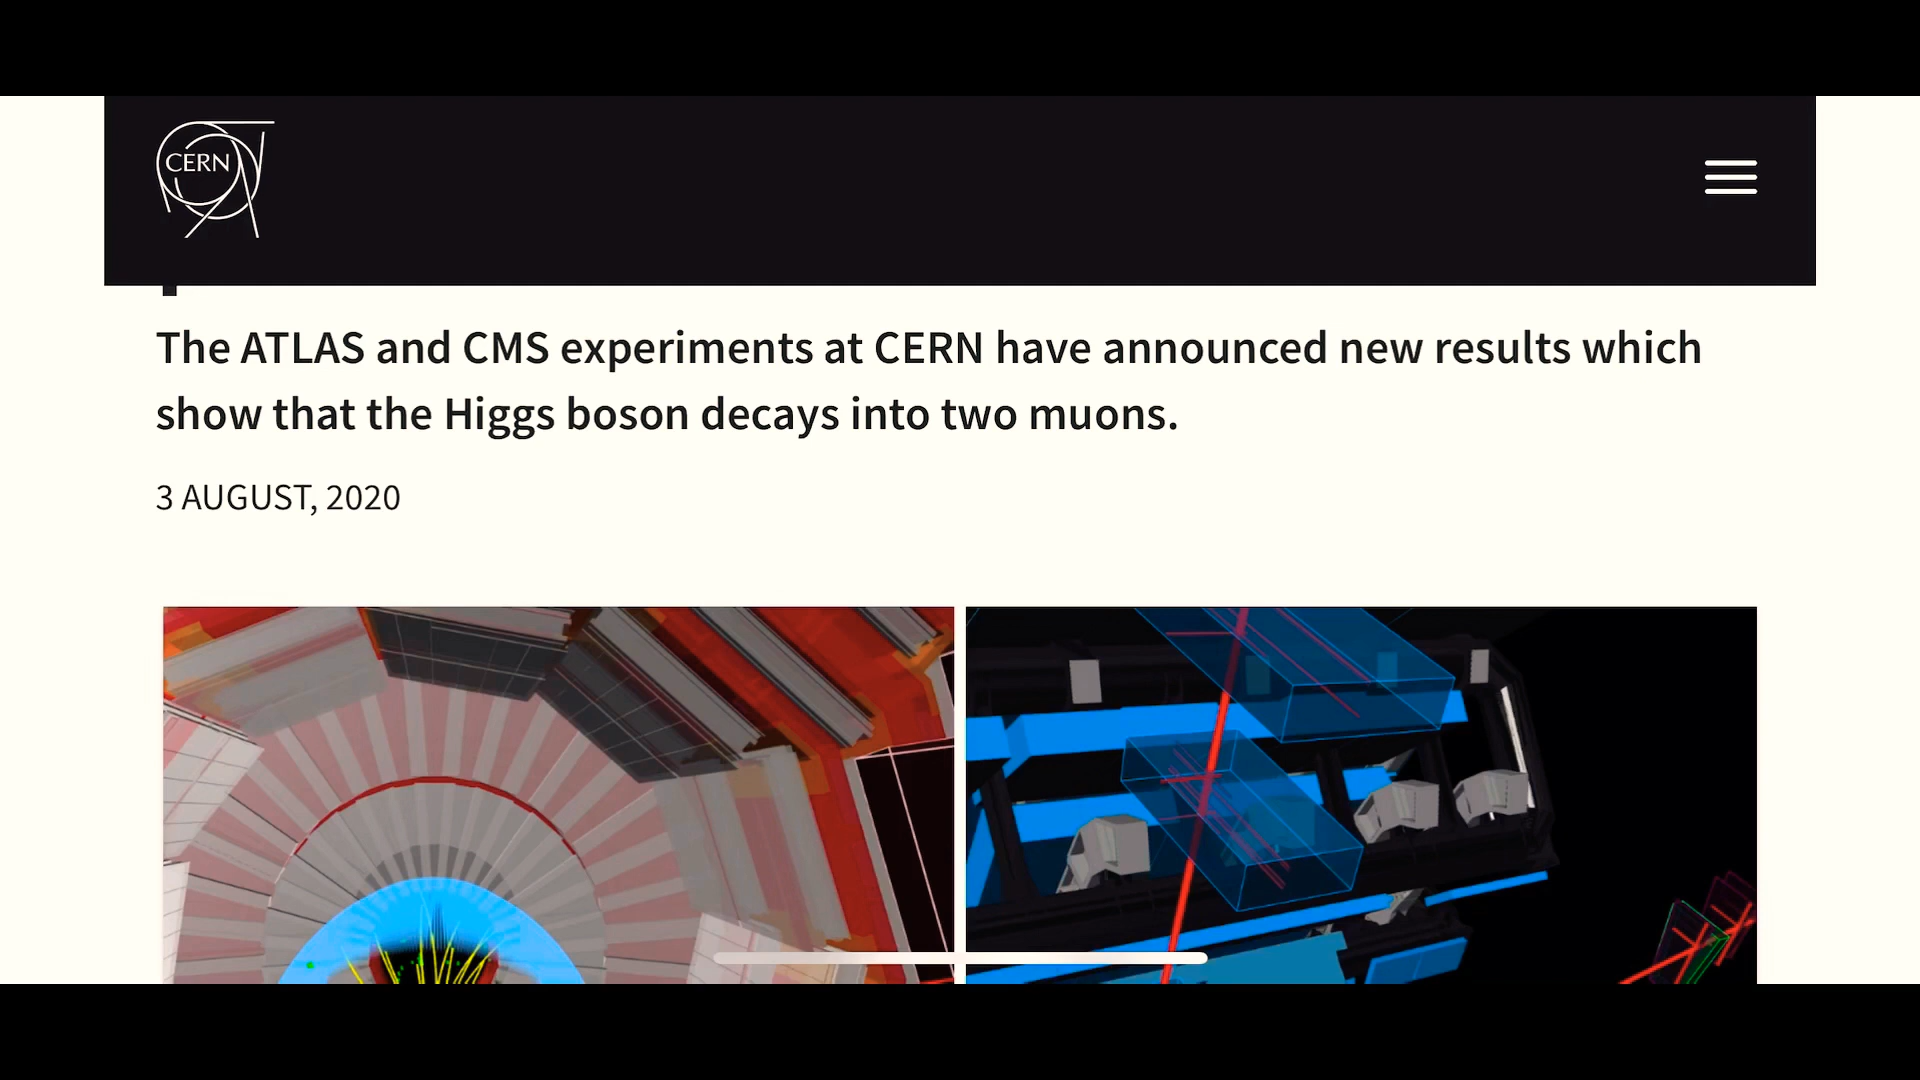 CERN
The ATLAS and CMS experiments at CERN have announced new results which
show that the Higgs boson decays into two muons.
3 AUGUST, 2020